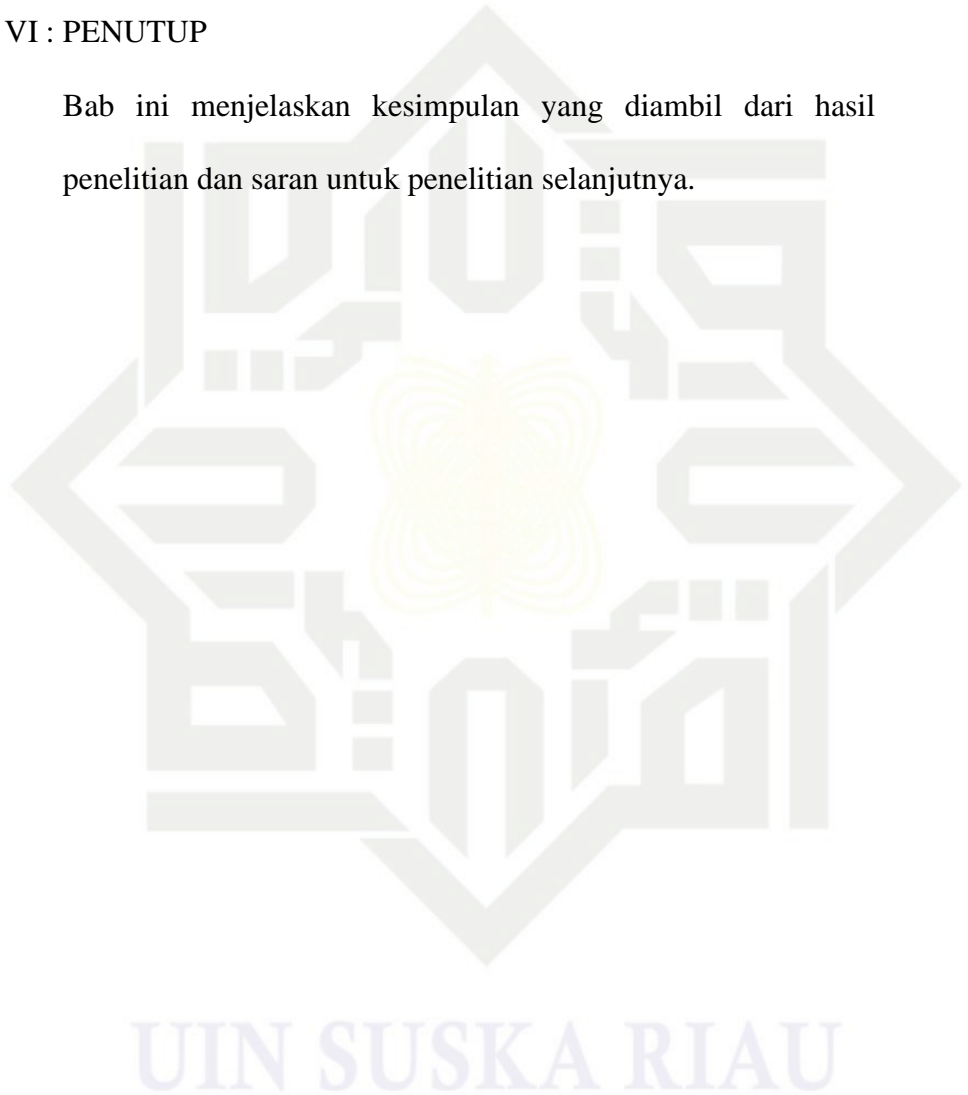 VI : PENUTUP
Bab ini menjelaskan kesimpulan yang diambil dari hasil
penelitian dan saran untuk penelitian selanjutnya.
UIN SUSKA RIAU